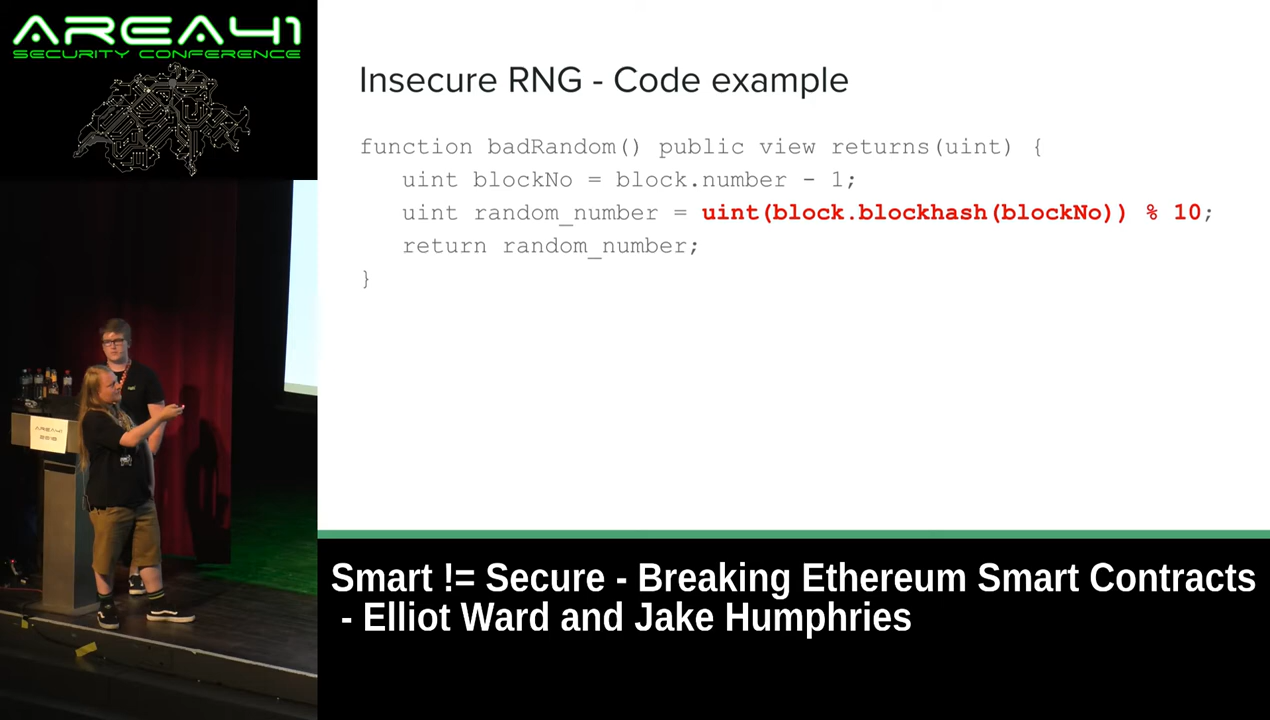 AREA41
SECURITY CONFERENCE
Insecure RNG - Code example
function badRandom() public view returns(uint) {
uint blockNo = block.number - 1;
uint random_number = uint(block.blockhash(blockNo)) % 10;
return random_number;
}
AREA41
Smart != Secure - Breaking Ethereum Smart Contracts
- Elliot Ward and Jake Humphries